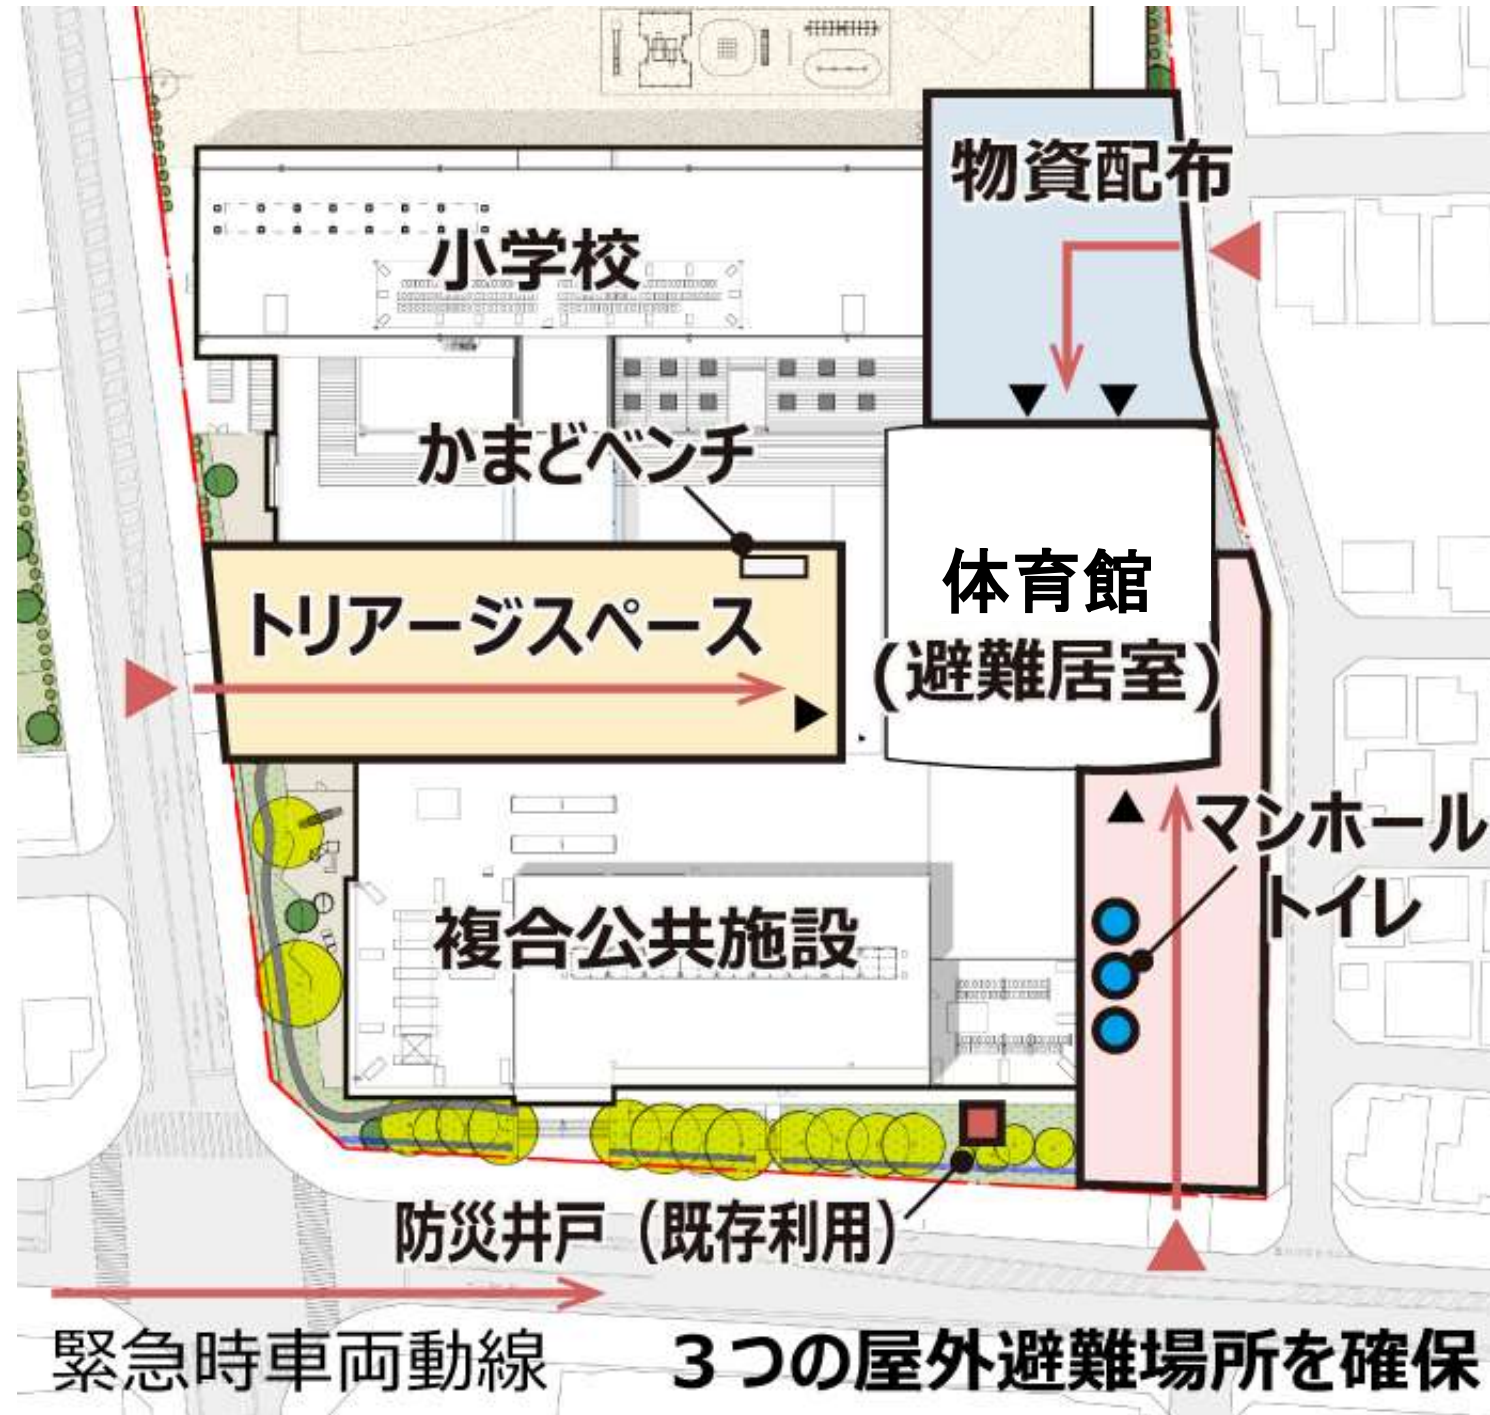 物資配布
小学校
かまどベンチ
体育館
(避難居室)
トリアージスペース
マンホール
トイレ
複合公共施設
防災井戸（既存利用）
緊急時車両動線
３つの屋外避難場所を確保